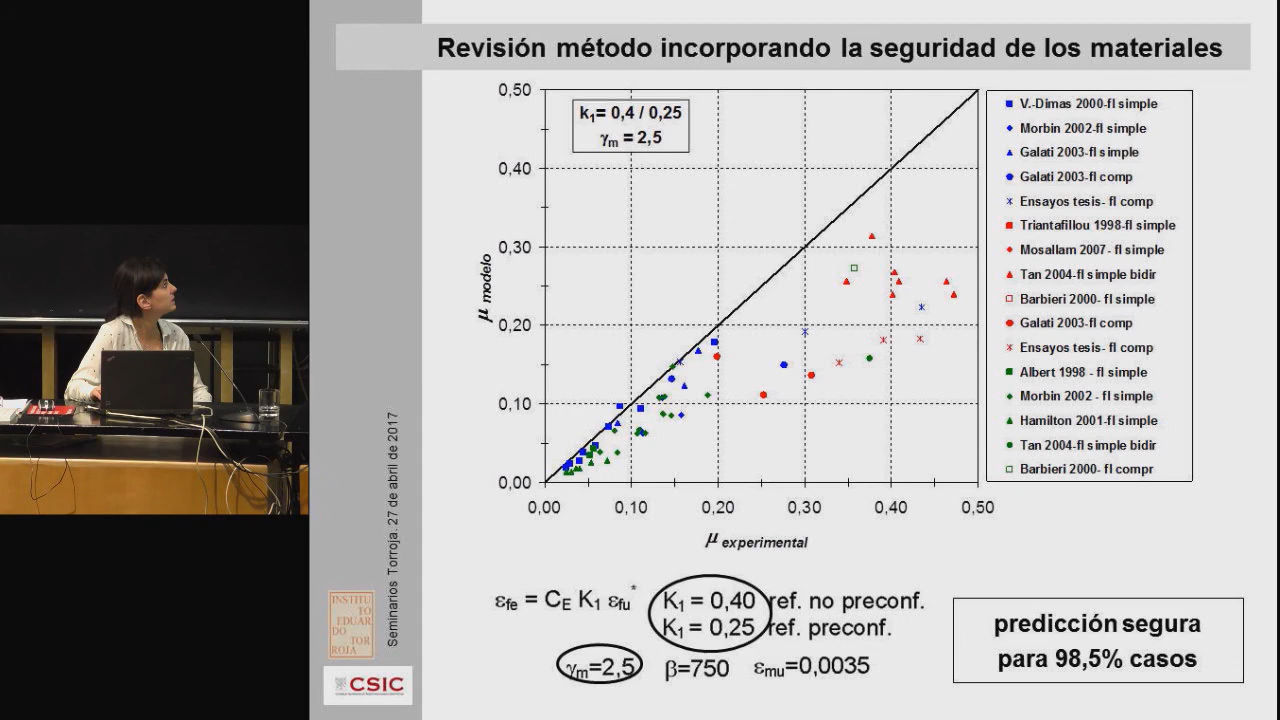 Revisión método incorporando la seguridad de los materiales
k1= 0,4 / 0,25
γm = 2,5
0,50
0,40
0,30
0,20
0,10
0,00
μ modelo
0,00 0,10 0,20 0,30 0,40 0,50
μ experimental
V.-Dimas 2000-fl simple
Morbin 2002-fl simple
Galati 2003-fl simple
Galati 2003-fl comp
Ensayos tesis- fl comp
Triantafillou 1998-fl simple
Mosallam 2007- fl simple
Tan 2004-fl simple bidir
Barbieri 2000- fl simple
Galati 2003-fl comp
Ensayos tesis- fl comp
Albert 1998 - fl simple
Morbin 2002 - fl simple
Hamilton 2001-fl simple
Tan 2004-fl simple bidir
Barbieri 2000- fl compr
εfe = CE K1 εfu*
K1 = 0,40 ref. no preconf.
K1 = 0,25 ref. preconf.
γm=2,5 β=750 εmu=0,0035
predicción segura
para 98,5% casos
Seminarios Torroja. 27 de abril de 2017
INSTITU
TO
EDUAR
DO
TOR
ROJA
CSIC